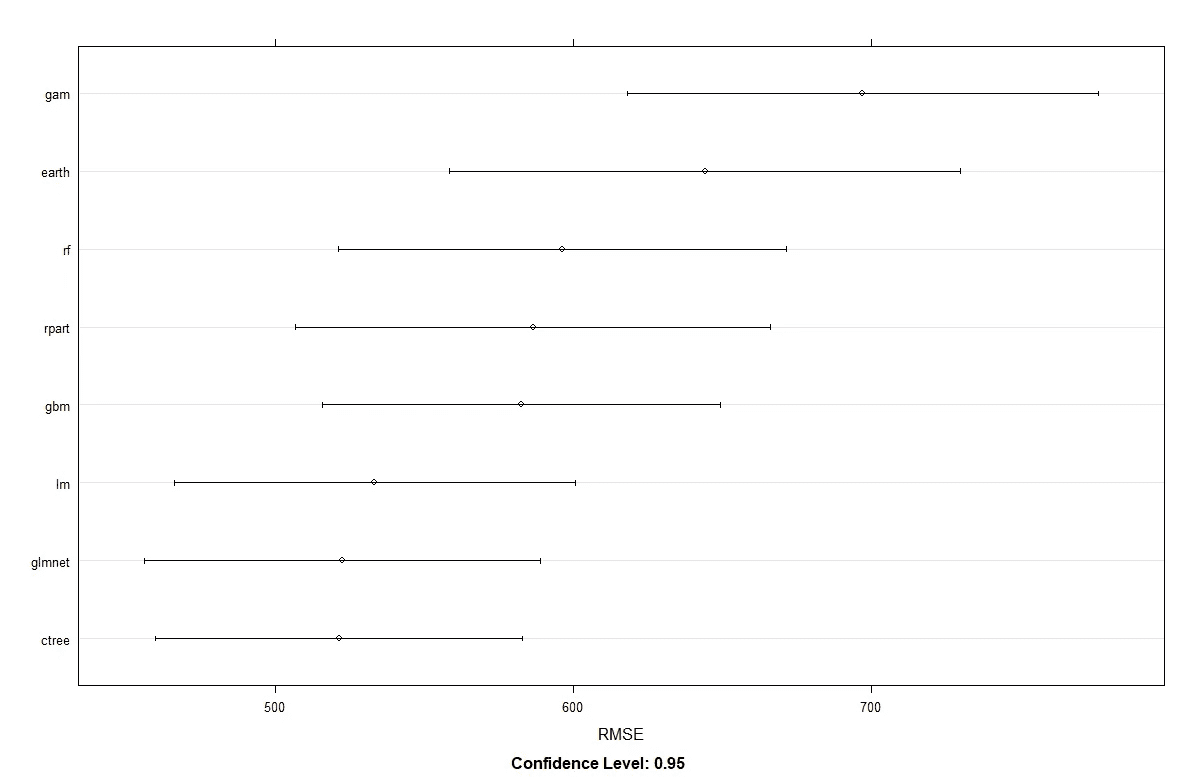 gam
earth
rf
rpart
gbm
lm
glmnet
ctree
500 600 700
RMSE
Confidence Level: 0.95